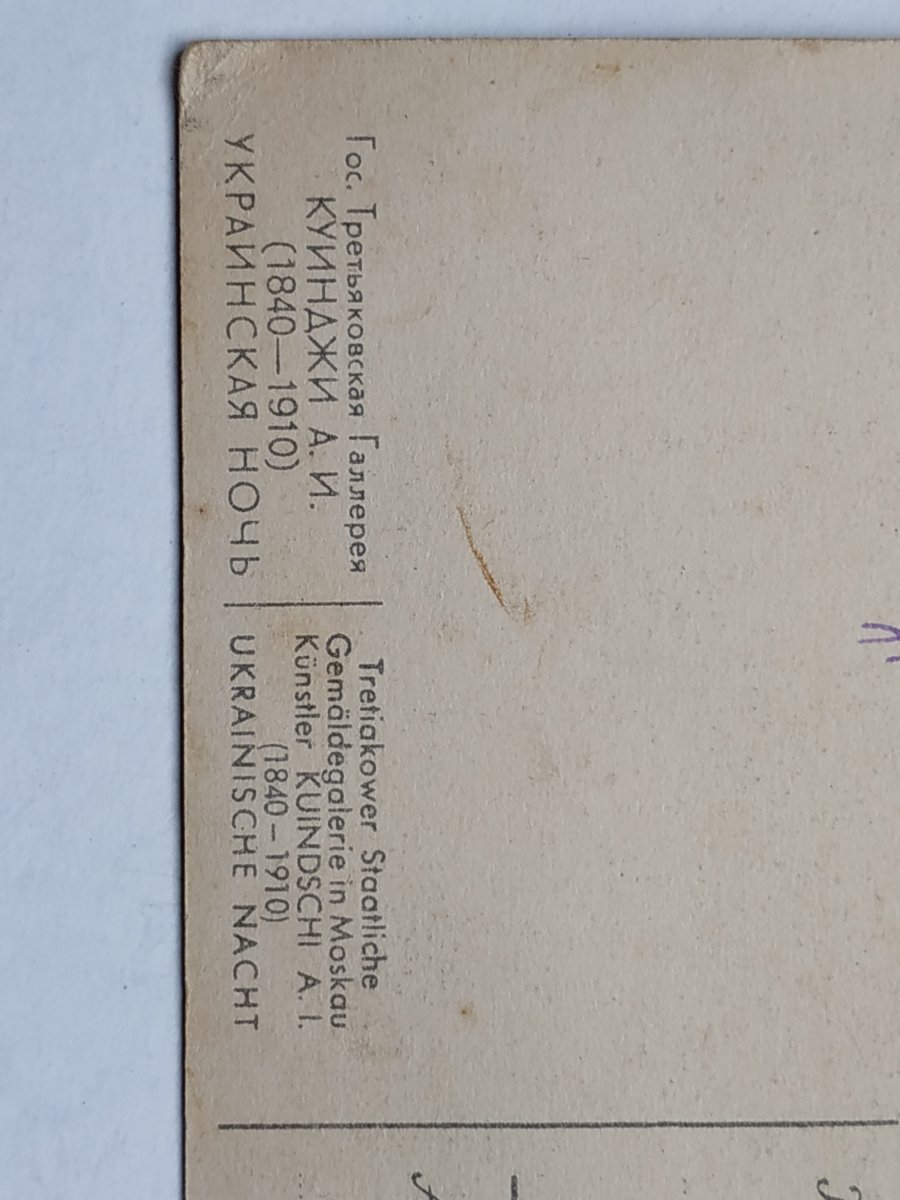 Гос. Третьяковская Галлерея
КУИНДЖИ А. И.
(1840—1910)
УКРАИНСКАЯ НОЧЬ
Tretiakower Staatliche
Gemäldegalerie in Moskau
Künstler KUINDSCHI A. I.
(1840–1910)
UKRAINISCHE NACHT